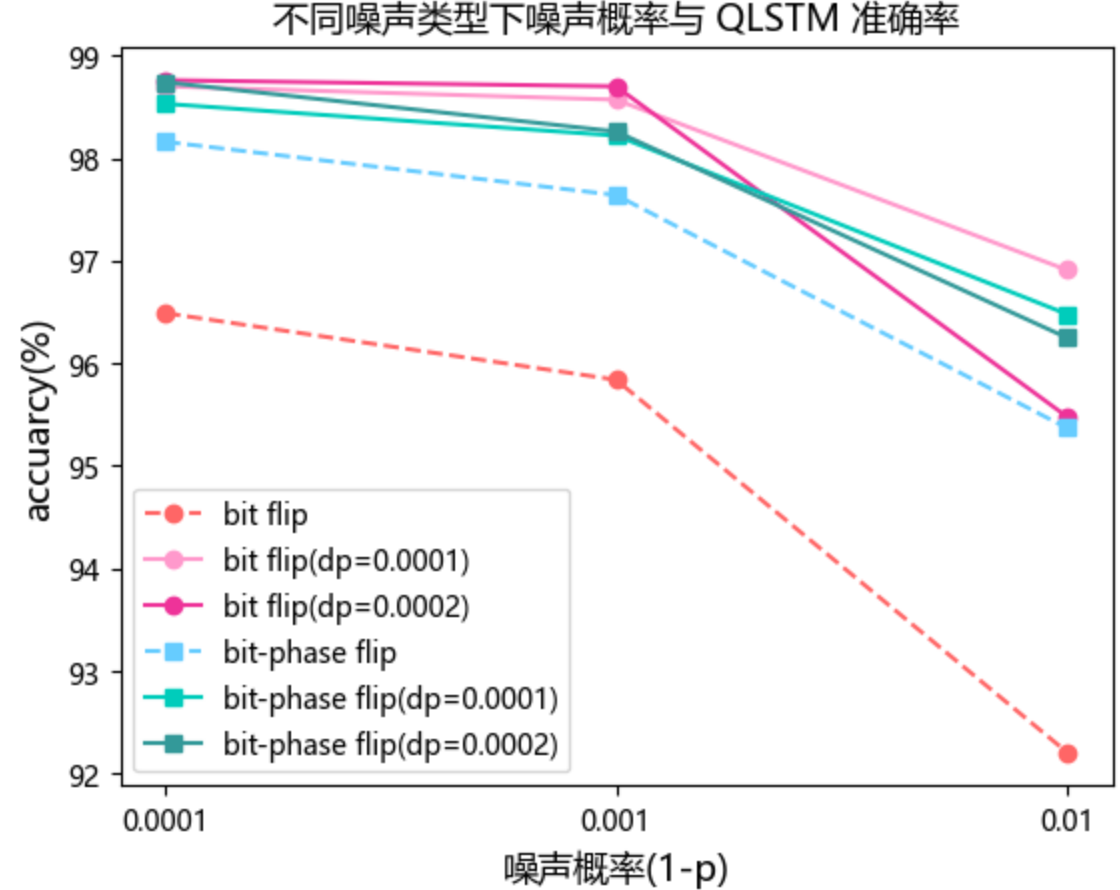 不同噪声类型下噪声概率与 QLSTM 准确率
99
98
97
96
95
94
93
92
accuarcy(%)
bit flip
bit flip(dp=0.0001)
bit flip(dp=0.0002)
bit-phase flip
bit-phase flip(dp=0.0001)
bit-phase flip(dp=0.0002)
0.0001 0.001 0.01
噪声概率(1-p)